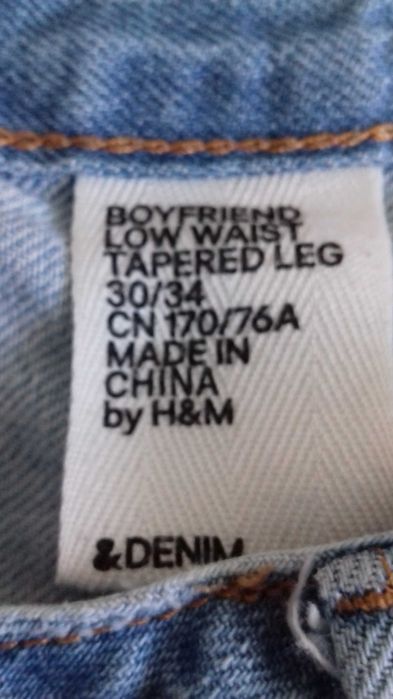 BOYFRIEND
LOW WAIST
TAPERED LEG
30/34
CN 170/76A
MADE IN
CHINA
by H&M
&DENIM